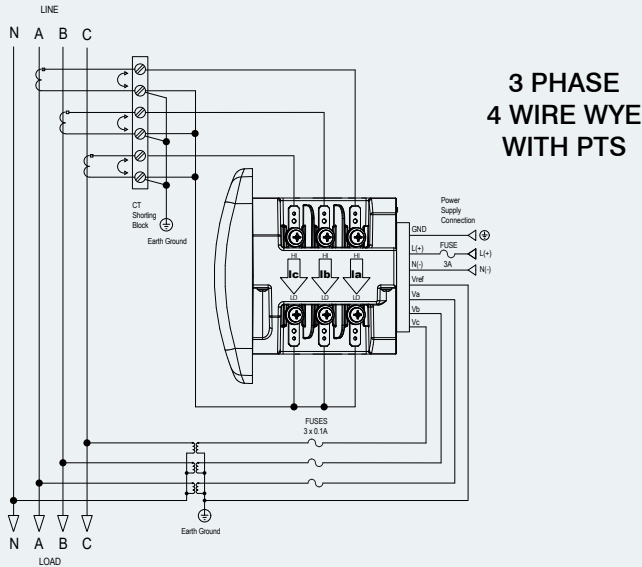 LINE
N A B C
3 PHASE
4 WIRE WYE
WITH PTS
CT
Shorting
Block
Earth Ground
Power
Supply
Connection
GND
L(+)
FUSE
L(+)
N(-)
3A
N(-)
Vref
Va
Vb
Vc
HI HI HI
Ic Ib Ia
LO LO LO
FUSES
3 x 0.1A
Earth Ground
N A B C
LOAD